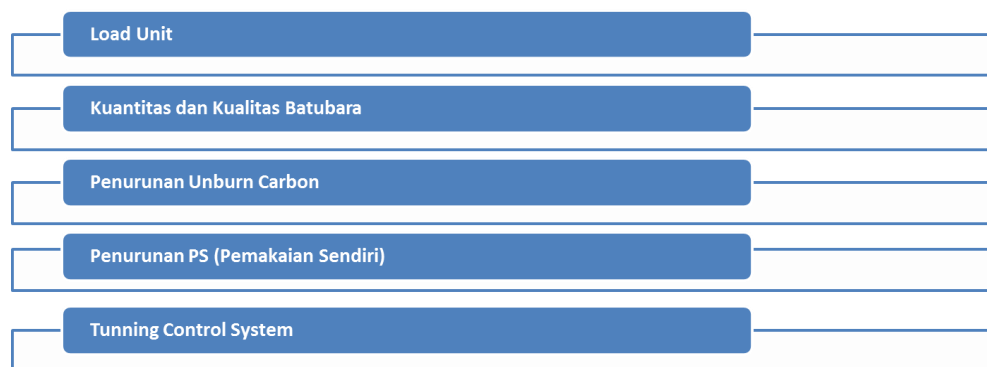 Load Unit
Kuantitas dan Kualitas Batubara
Penurunan Unburn Carbon
Penurunan PS (Pemakaian Sendiri)
Tunning Control System